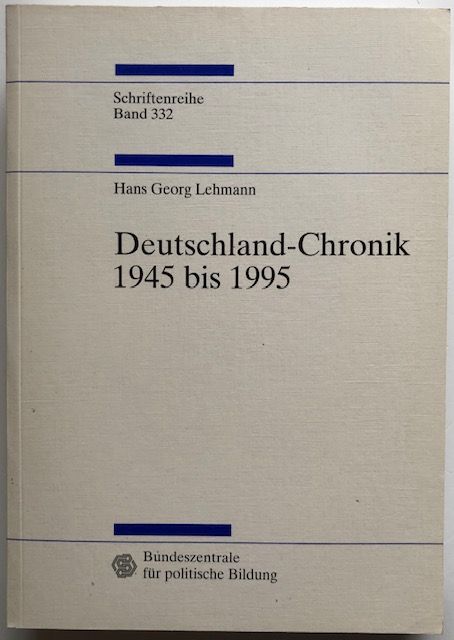 Schriftenreihe
Band 332
Hans Georg Lehmann
Deutschland-Chronik
1945 bis 1995
Bundeszentrale
für politische Bildung